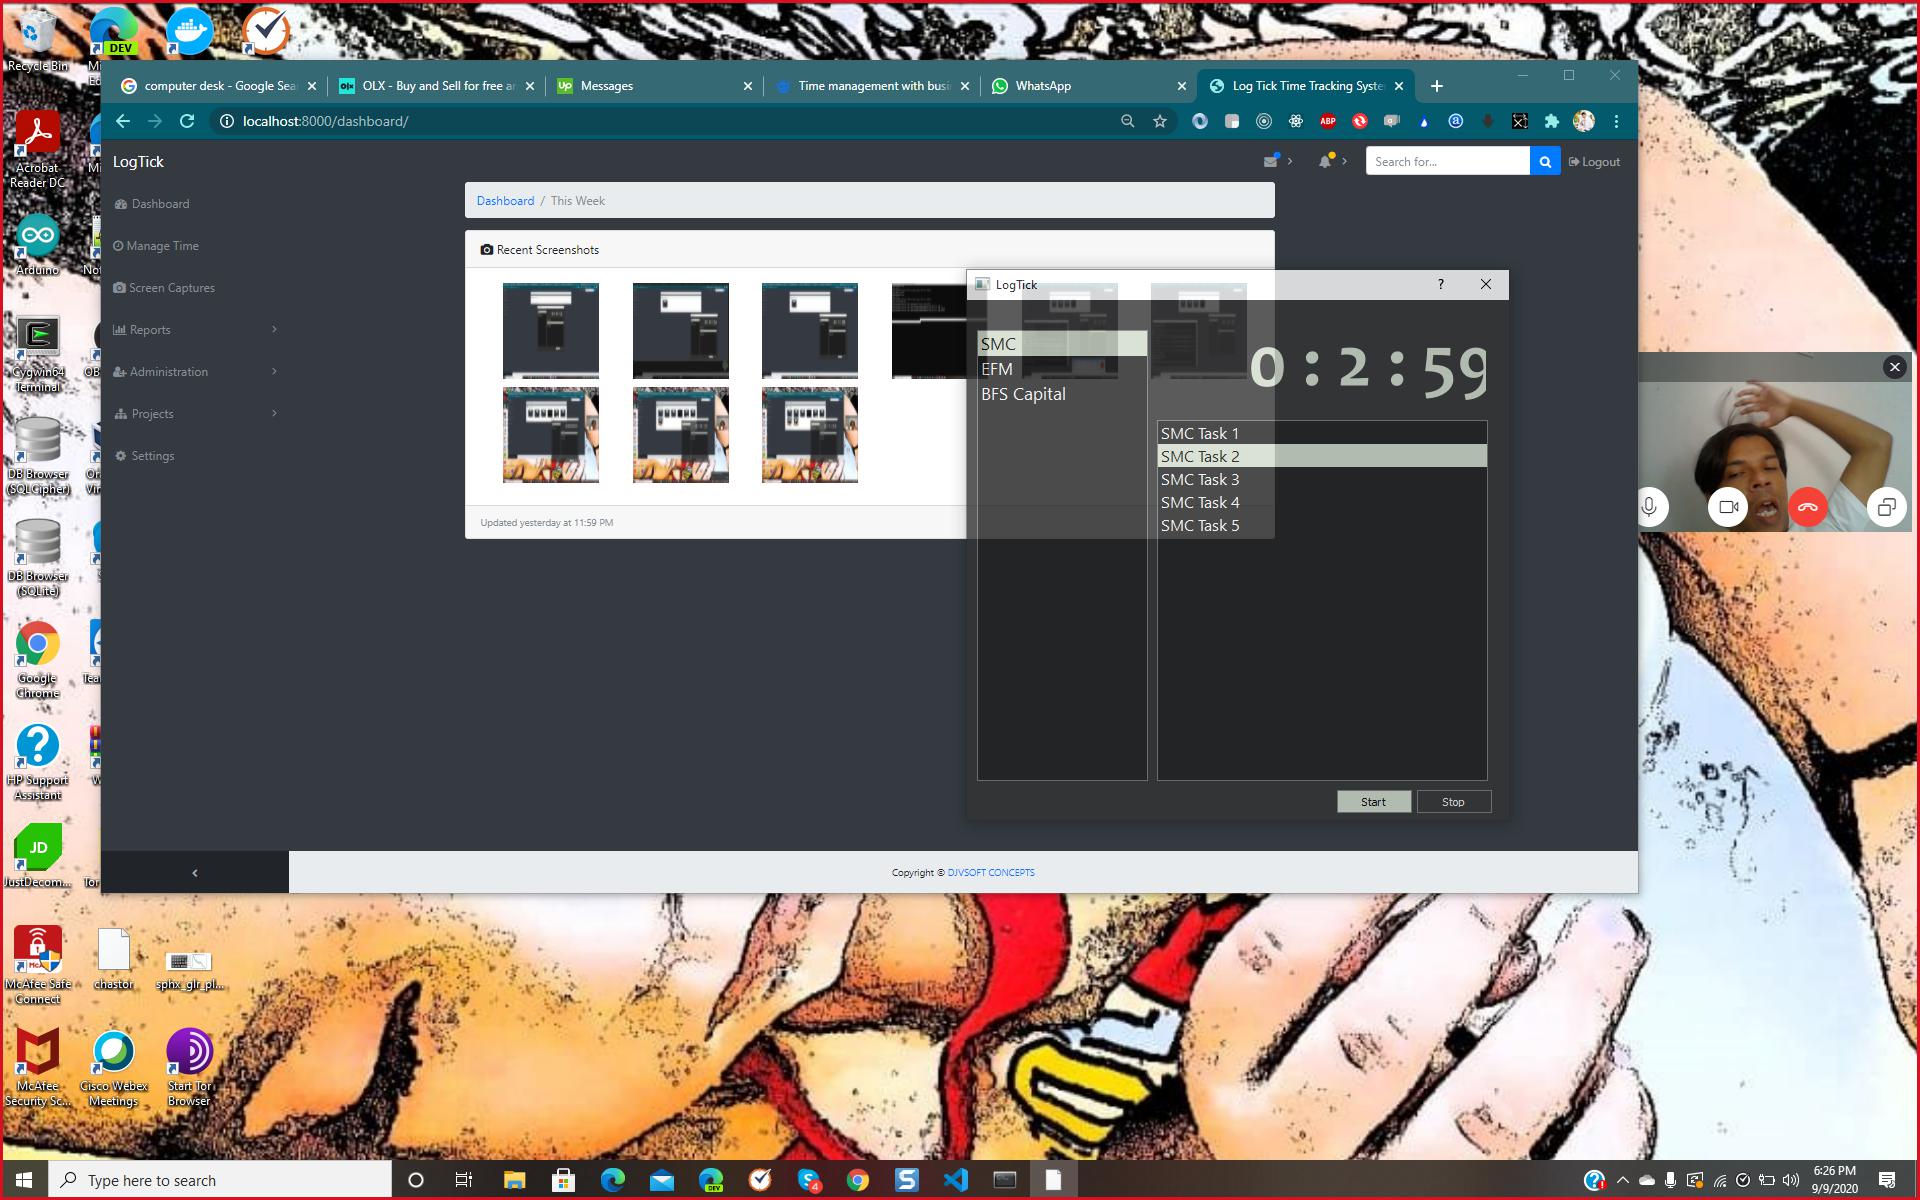 Recycle Bin
DEV
computer desk - Google Sea
OLX - Buy and Sell for free ar
Messages
Time management with busi
WhatsApp
Log Tick Time Tracking Syste
localhost:8000/dashboard/
ABP
Acrobat
Reader DC
LogTick
Search for...
Logout
Dashboard
Dashboard / This Week
Manage Time
Recent Screenshots
Arduino
Screen Captures
LogTick
?
Reports
SMC
0:2:59
EFM
BFS Capital
Cygwin64
Terminal
Administration
Projects
SMC Task 1
SMC Task 2
SMC Task 3
SMC Task 4
SMC Task 5
Settings
DB Browser
(SQLCipher)
Updated yesterday at 11:59 PM
DB Browser
(SQLite)
Google
Chrome
HP Support
Assistant
Start
Stop
JD
JustDecom...
Copyright © DJVSOFT CONCEPTS
McAfee Safe
Connect
chastor
sphx_glr_pl...
McAfee
Security Sc...
Cisco Webex
Meetings
Start Tor
Browser
Type here to search
DEV
4
6:26 PM
9/9/2020